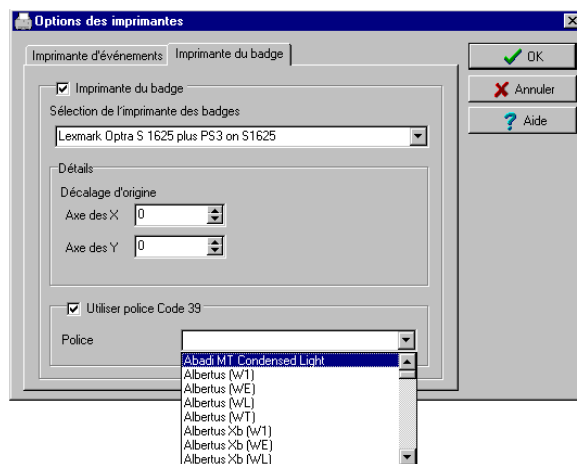 Options des imprimantes
Imprimante d'événements
Imprimante du badge
OK
Annuler
Aide
Imprimante du badge
Sélection de l'imprimante des badges
Lexmark Optra S 1625 plus PS3 on S1625
Détails
Décalage d'origine
Axe des X 0
Axe des Y 0
Utiliser police Code 39
Police
Abadi MT Condensed Light
Albertus (W1)
Albertus (WE)
Albertus (WL)
Albertus (WT)
Albertus Xb (W1)
Albertus Xb (WE)
Albertus Xb (WL)